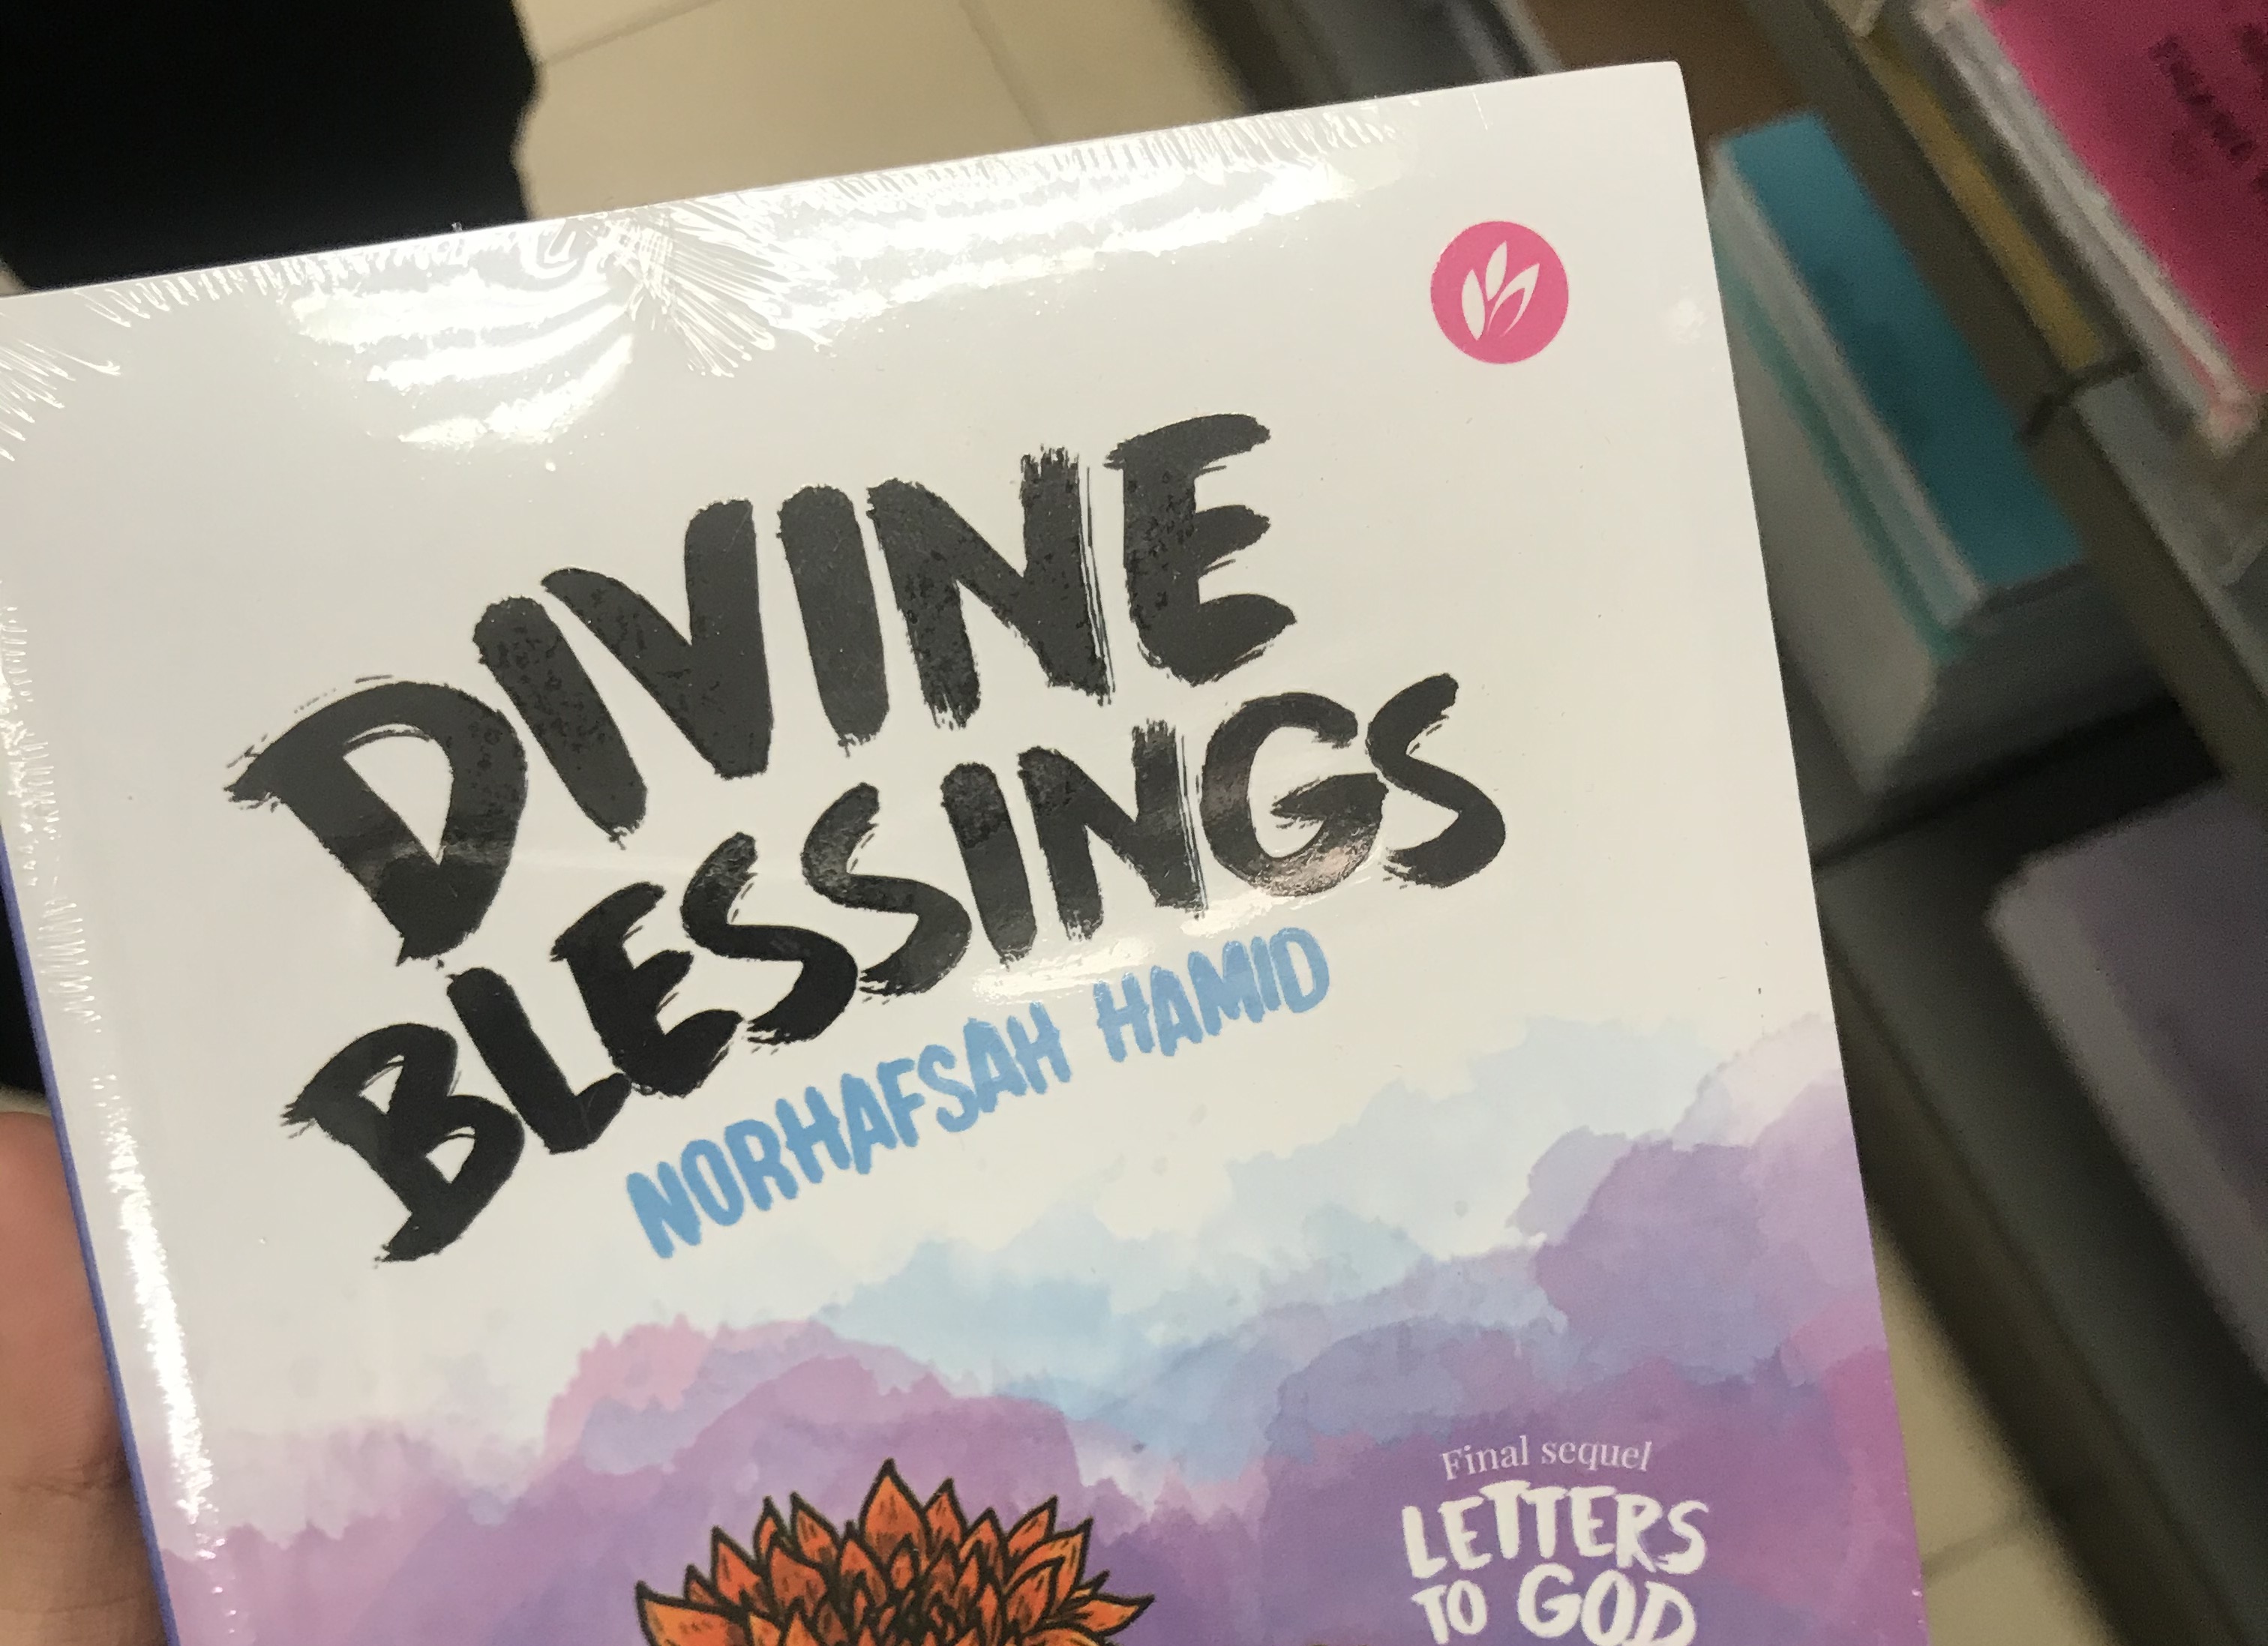 DIVINE
BLESSINGS
NORHAFSAH HAMID
Final sequel
LETTERS
TO GOD